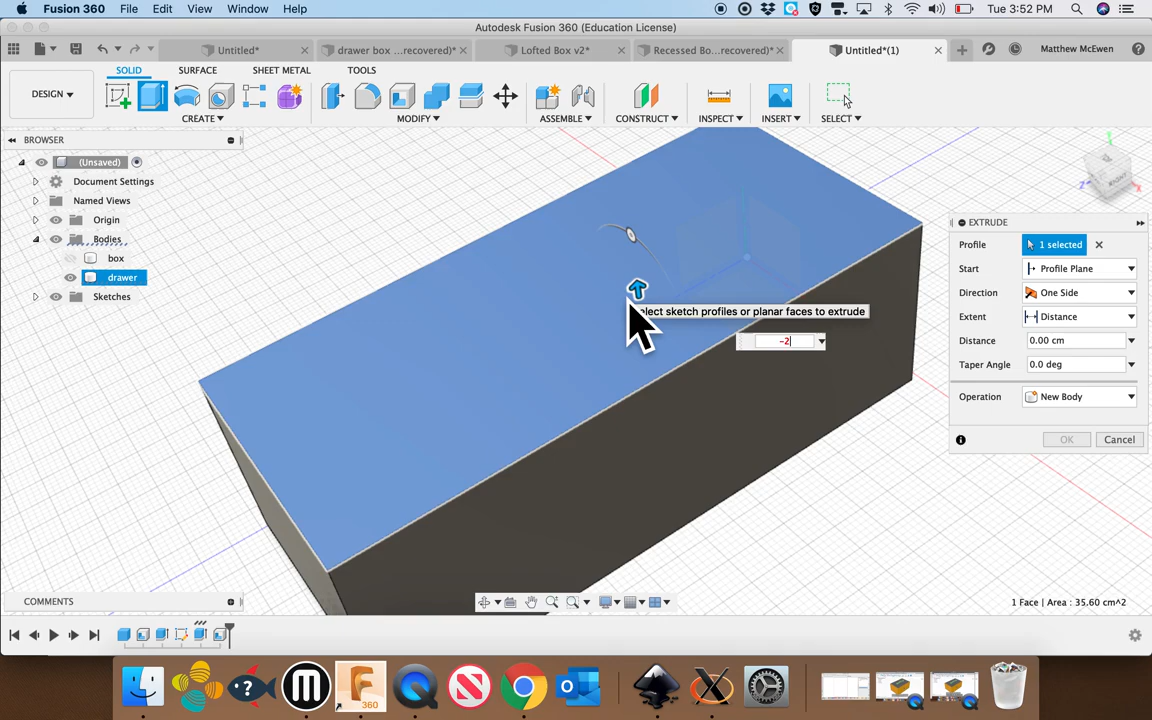 Fusion 360 File Edit View Window Help Tue 3:52 PM
Autodesk Fusion 360 (Education License)
Untitled* drawer box ...recovered)* Lofted Box v2* Recessed Bo...recovered)* Untitled*(1) Matthew McEwen
SOLID SURFACE SHEET METAL TOOLS
DESIGN
CREATE MODIFY ASSEMBLE CONSTRUCT INSPECT INSERT SELECT
BROWSER
(Unsaved)
Document Settings
Named Views
Origin
Bodies
box
drawer
Sketches
RIGHT
Z
X
Y
EXTRUDE
Profile 1 selected
Start Profile Plane
Direction One Side
Extent Distance
Distance 0.00 cm
Taper Angle 0.0 deg
Operation New Body
OK Cancel
lect sketch profiles or planar faces to extrude
-2
COMMENTS
1 Face | Area : 35.60 cm^2
360